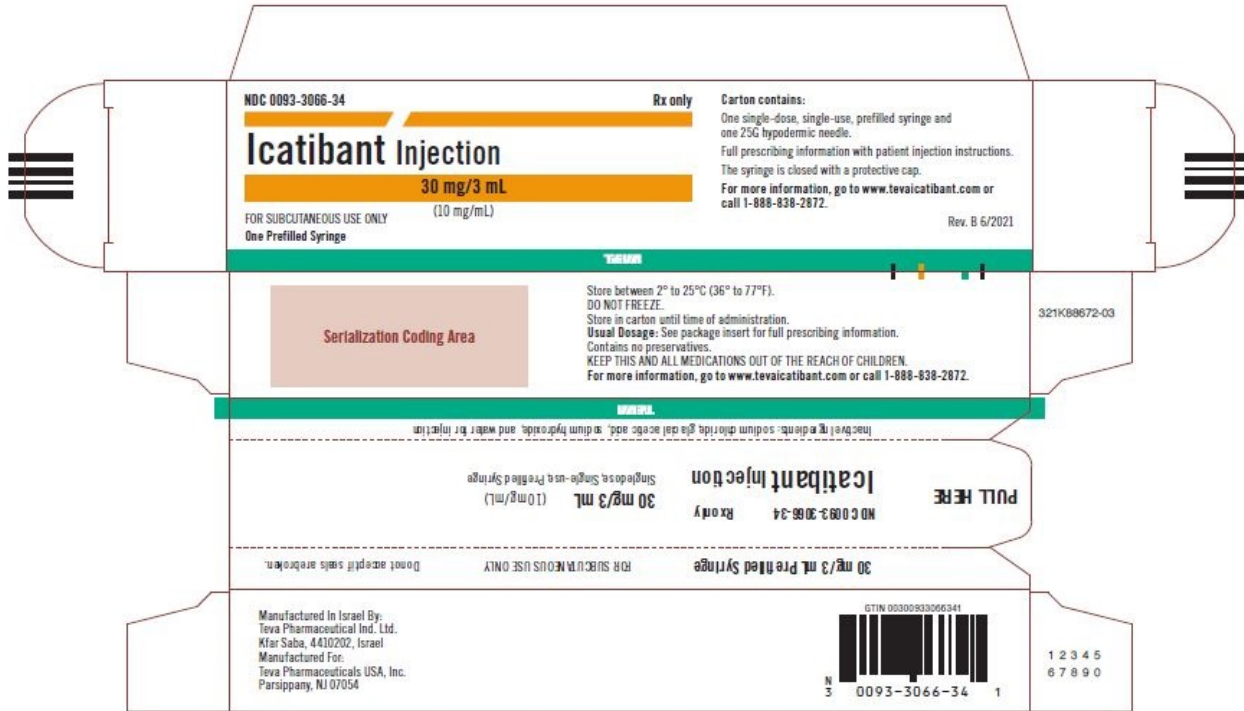 NDC 0093-3066-34
Rx only
Icatibant Injection
30 mg/3 mL
(10 mg/mL)
FOR SUBCUTANEOUS USE ONLY
One Prefilled Syringe
Carton contains:
One single-dose, single-use, prefilled syringe and
one 25G hypodermic needle.
Full prescribing information with patient injection instructions.
The syringe is closed with a protective cap.
For more information, go to www.tevaicatibant.com or
call 1-888-838-2872.
Rev. B 6/2021
TEVA
Serialization Coding Area
Store between 2° to 25°C (36° to 77°F).
DO NOT FREEZE.
Store in carton until time of administration.
Usual Dosage: See package insert for full prescribing information.
Contains no preservatives.
KEEP THIS AND ALL MEDICATIONS OUT OF THE REACH OF CHILDREN.
For more information, go to www.tevaicatibant.com or call 1-888-838-2872.
321K88672-03
TEVA
30 mg/3 mL Prefilled Syringe
FOR SUBCUTANEOUS USE ONLY
Do not accept if seals are broken.
PULL HERE
NDC 0093-3066-34
Rx only
Icatibant Injection
30 mg/3 mL
(10 mg/mL)
Single dose, Single-use, Prefilled Syringe
Inactive Ingredients: sodium chloride, glacial acetic acid, sodium hydroxide, and water for injection
Manufactured In Israel By:
Teva Pharmaceutical Ind. Ltd.
Kfar Saba, 4410202, Israel
Manufactured For:
Teva Pharmaceuticals USA, Inc.
Parsippany, NJ 07054
GTIN 00300933066341
N
3 0093-3066-34 1
1 2 3 4 5
6 7 8 9 0